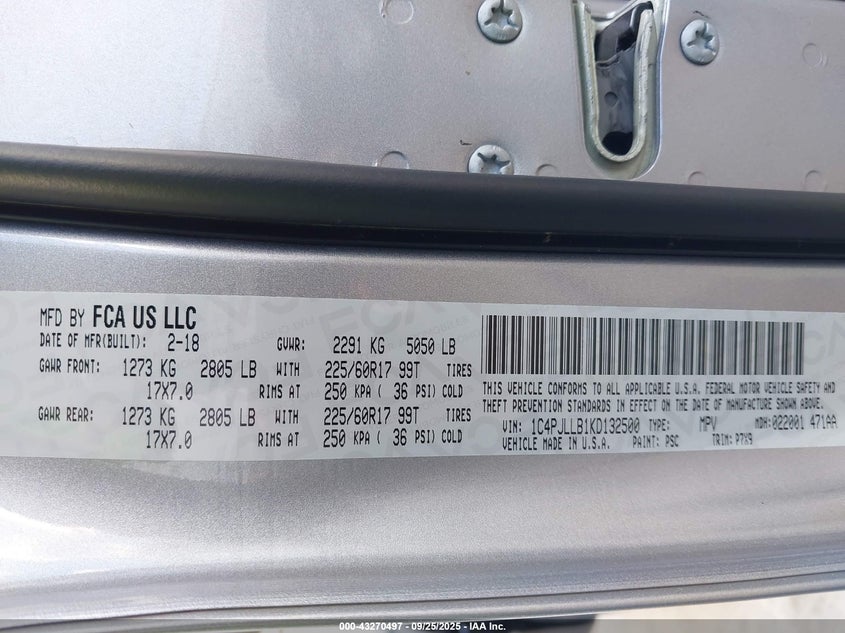 MFD BY FCA US LLC
DATE OF MFR(BUILT): 2-18 GVWR: 2291 KG 5050 LB
GAWR FRONT: 1273 KG 2805 LB WITH 225/60R17 99T TIRES
17X7.0 RIMS AT 250 KPA ( 36 PSI) COLD
GAWR REAR: 1273 KG 2805 LB WITH 225/60R17 99T TIRES
17X7.0 RIMS AT 250 KPA ( 36 PSI) COLD
THIS VEHICLE CONFORMS TO ALL APPLICABLE U.S.A. FEDERAL MOTOR VEHICLE SAFETY AND
THEFT PREVENTION STANDARDS IN EFFECT ON THE DATE OF MANUFACTURE SHOWN ABOVE.
VIN: 1C4PJLLB1KD132500 TYPE: MPV MDH: 022001 471AA
VEHICLE MADE IN U.S.A. PAINT: PSC TRIM: P7X9
000-43270497 - 09/25/2025 - IAA Inc.